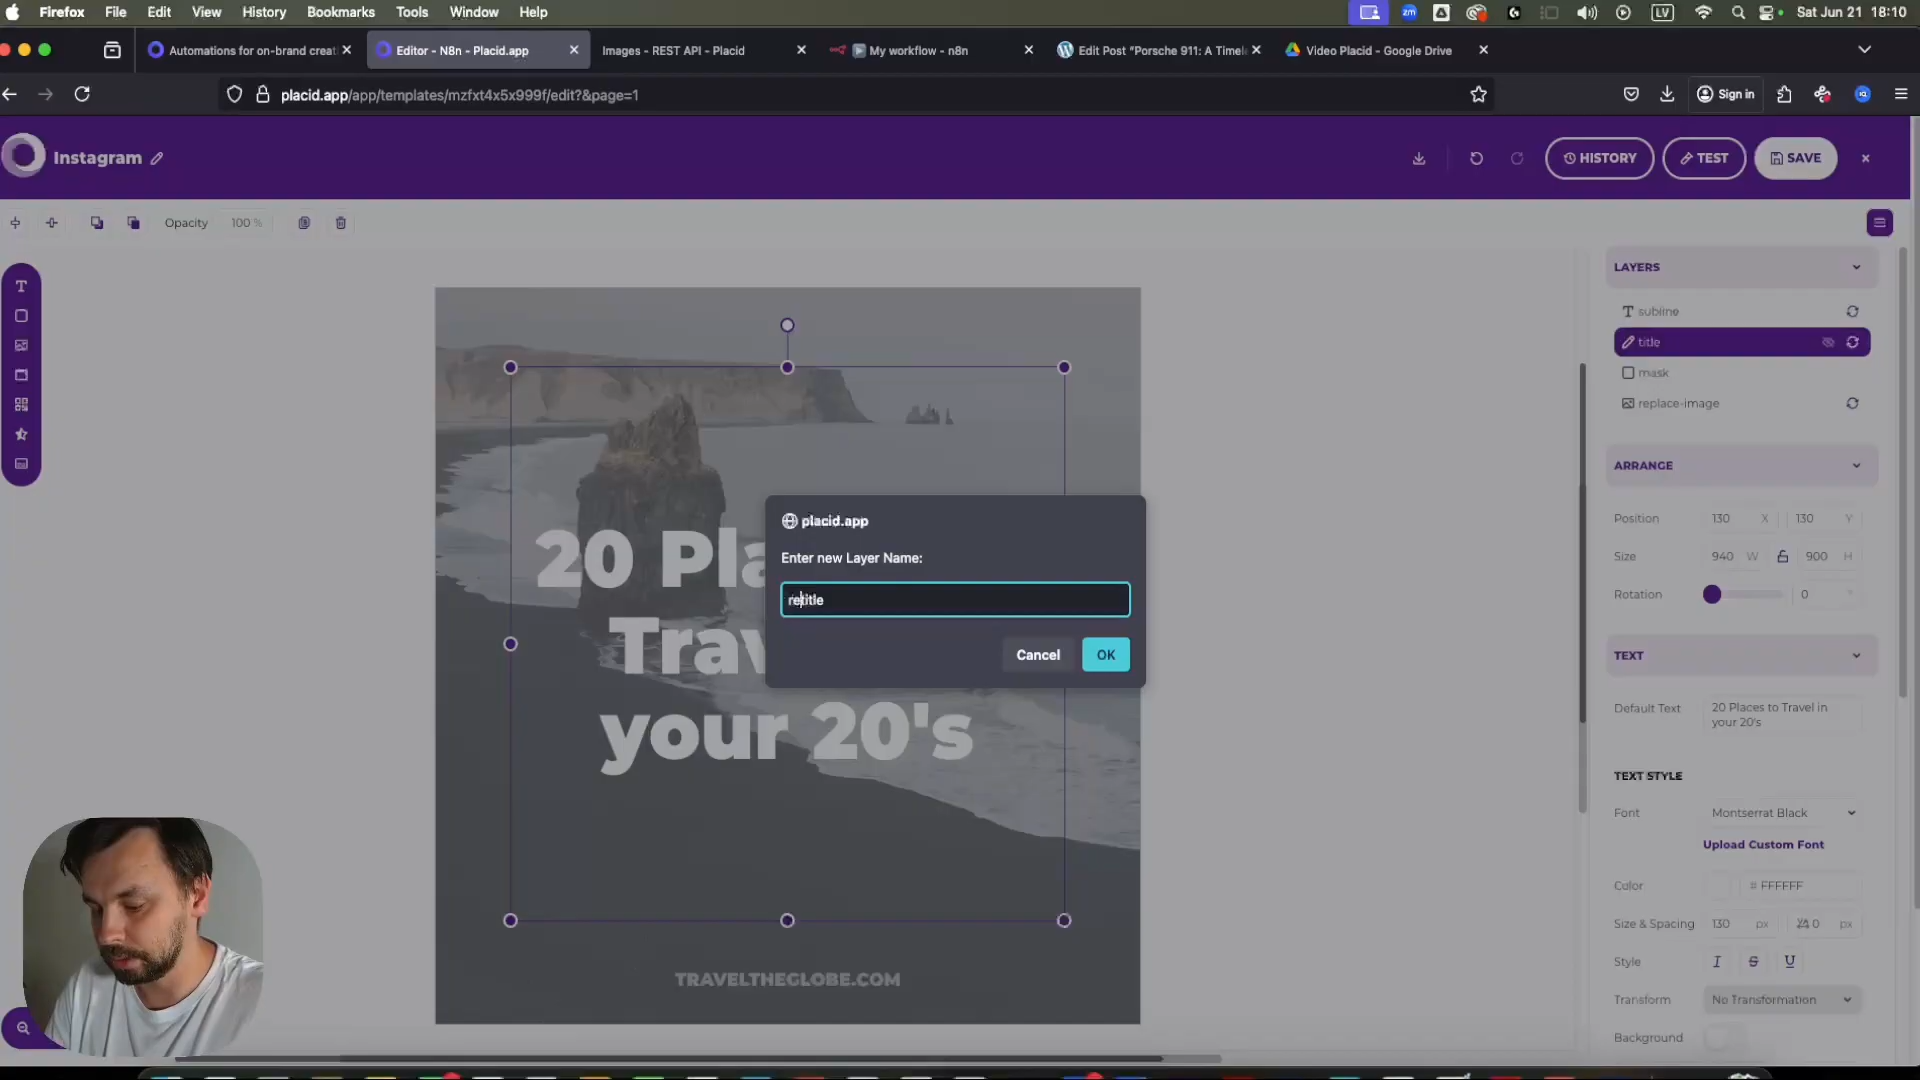 Firefox File Edit View History Bookmarks Tools Window Help
zm LV Sat Jun 21 18:10
Automations for on-brand creat
Editor - N8n - Placid.app
Images - REST API - Placid
My workflow - n8n
Edit Post "Porsche 911: A Timel
Video Placid - Google Drive
placid.app/app/templates/mzfxt4x5x999f/edit?&page=1
Sign in
Instagram
HISTORY
TEST
SAVE
Opacity 100 %
LAYERS
subline
title
mask
replace-image
ARRANGE
Position 130 X 130 Y
Size 940 W 900 H
Rotation 0 °
TEXT
Default Text 20 Places to Travel in
your 20's
TEXT STYLE
Font Montserrat Black
Upload Custom Font
Color # FFFFFF
Size & Spacing 130 px 0 px
Style I S U
Transform No Transformation
Background
20 Pla
Trav
your 20's
TRAVELTHEGLOBE.COM
placid.app
Enter new Layer Name:
retitle
Cancel OK